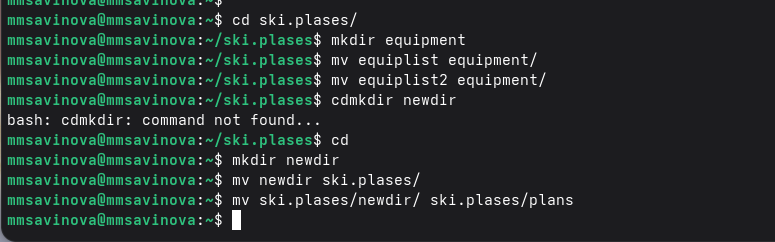 mmsavinova@mmsavinova:~$
mmsavinova@mmsavinova:~$ cd ski.plases/
mmsavinova@mmsavinova:~/ski.plases$ mkdir equipment
mmsavinova@mmsavinova:~/ski.plases$ mv equiplist equipment/
mmsavinova@mmsavinova:~/ski.plases$ mv equiplist2 equipment/
mmsavinova@mmsavinova:~/ski.plases$ cdmkdir newdir
bash: cdmkdir: command not found...
mmsavinova@mmsavinova:~/ski.plases$ cd
mmsavinova@mmsavinova:~$ mkdir newdir
mmsavinova@mmsavinova:~$ mv newdir ski.plases/
mmsavinova@mmsavinova:~$ mv ski.plases/newdir/ ski.plases/plans
mmsavinova@mmsavinova:~$